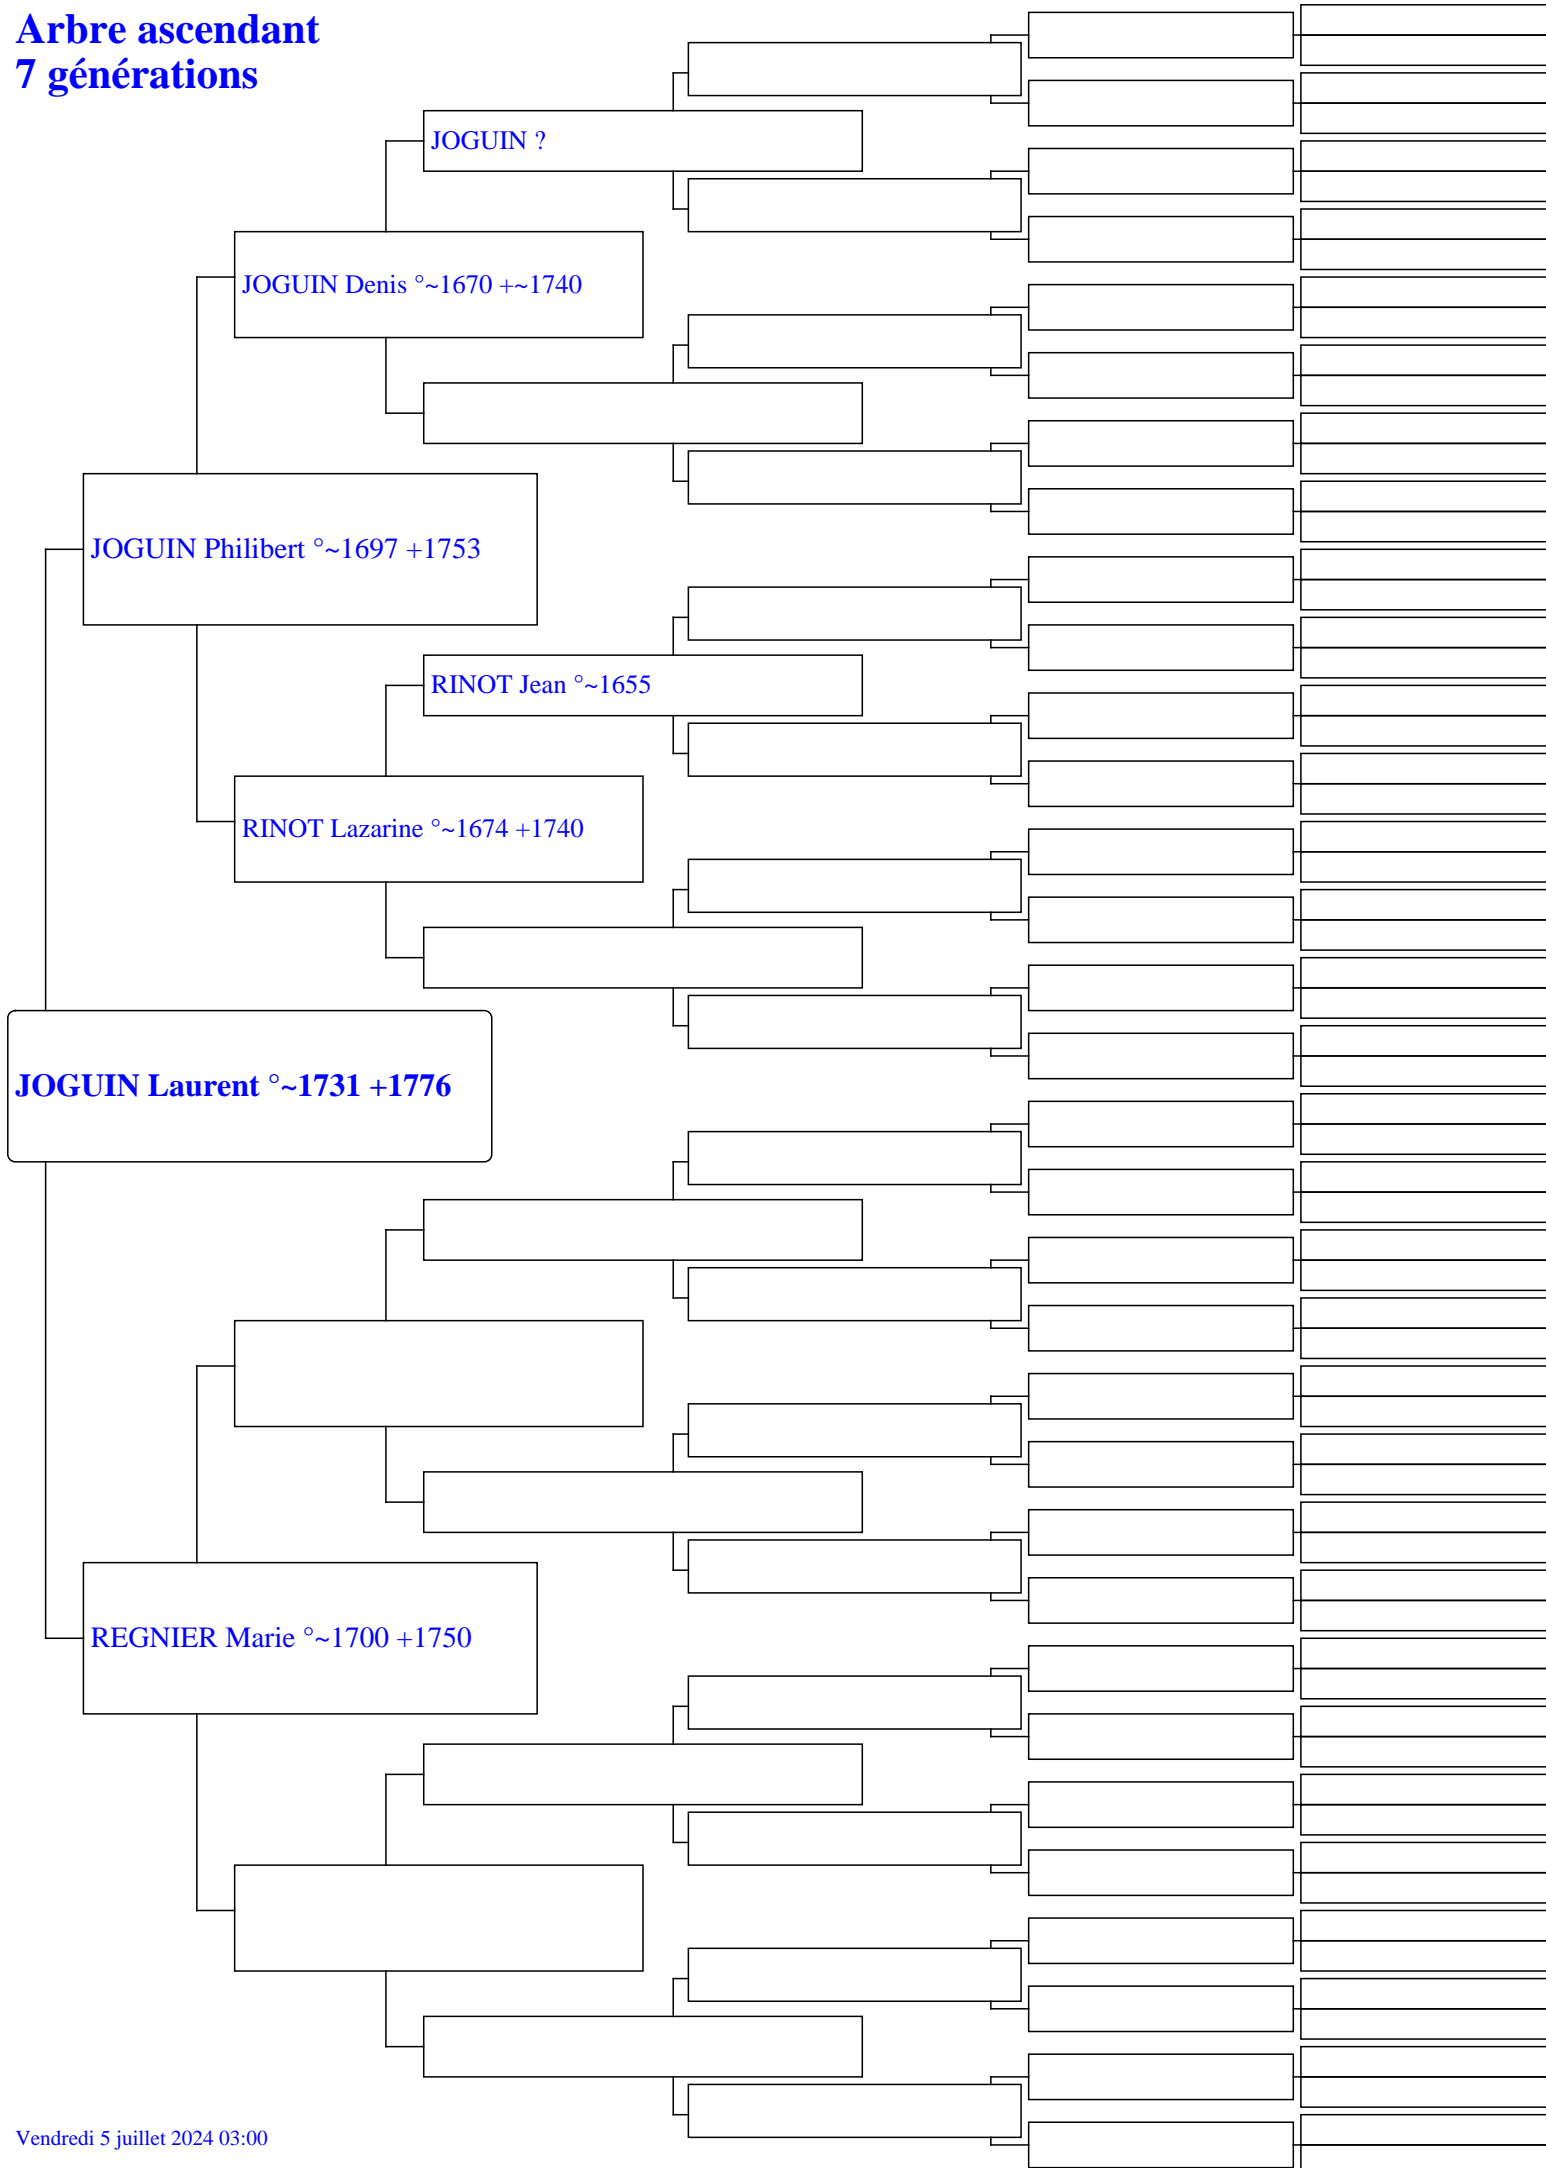 Arbre ascendant
7 générations
JOGUIN ?
JOGUIN Denis °~1670 +~1740
JOGUIN Philibert °~1697 +1753
RINOT Jean °~1655
RINOT Lazarine °~1674 +1740
JOGUIN Laurent °~1731 +1776
REGNIER Marie °~1700 +1750
Vendredi 5 juillet 2024 03:00